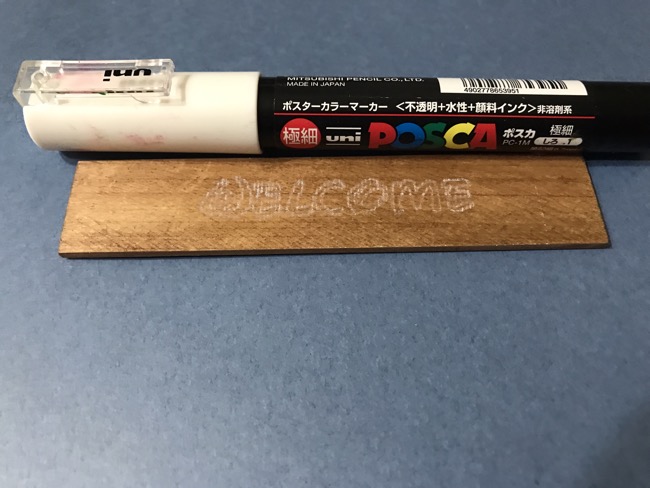 uni
MITSUBISHI PENCIL CO., LTD.
MADE IN JAPAN
4902778653951
ポスターカラーマーカー <不透明+水性+顔料インク>非溶剤系
極細 uni POSCA ポスカ 極細
PC-1M しろ.1
WELCOME